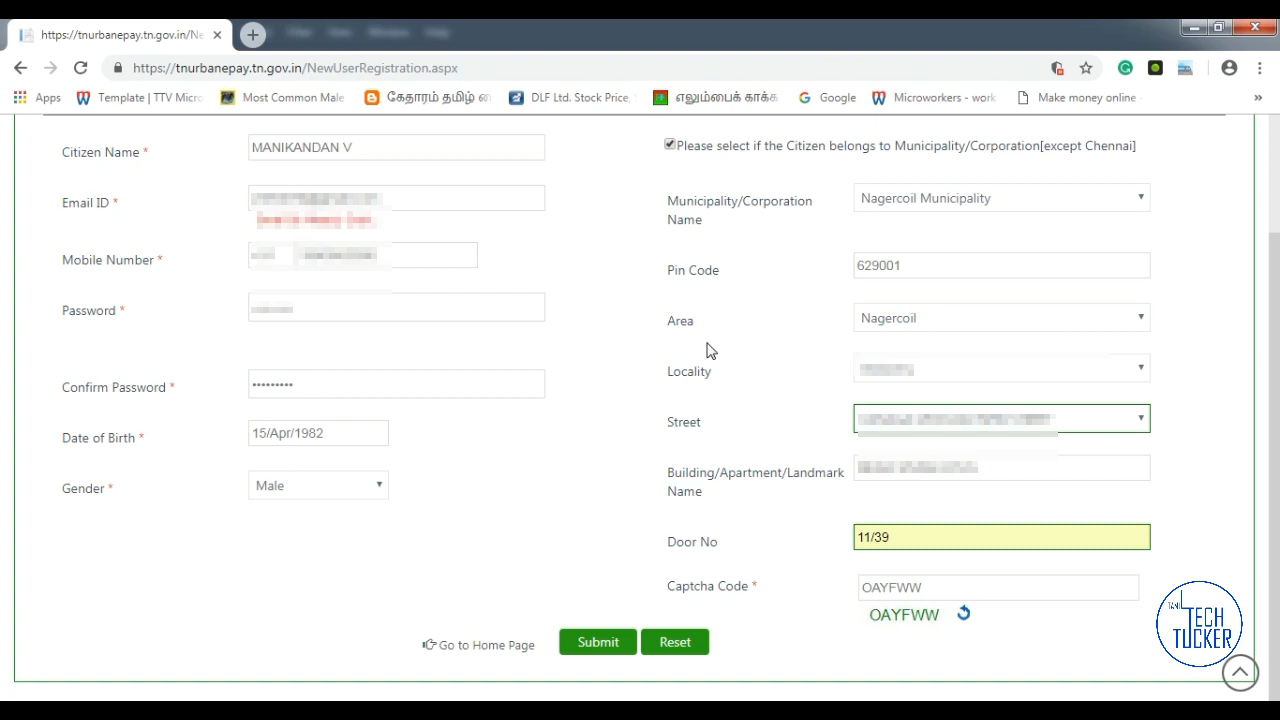 https://tnurbanepay.tn.gov.in/Ne
https://tnurbanepay.tn.gov.in/NewUserRegistration.aspx
Apps Template | TTV Micro Most Common Male கேதாரம் தமிழ் DLF Ltd. Stock Price, எலும்பைக் காக்க Google Microworkers - work Make money online »
Citizen Name * MANIKANDAN V
Email ID *
Mobile Number *
Password *
Confirm Password * •••••••••
Date of Birth * 15/Apr/1982
Gender * Male
Please select if the Citizen belongs to Municipality/Corporation[except Chennai]
Municipality/Corporation Name Nagercoil Municipality
Pin Code 629001
Area Nagercoil
Locality
Street
Building/Apartment/Landmark Name
Door No 11/39
Captcha Code * OAYFWW
OAYFWW
Go to Home Page Submit Reset
TAMIL
TECH
TUCKER